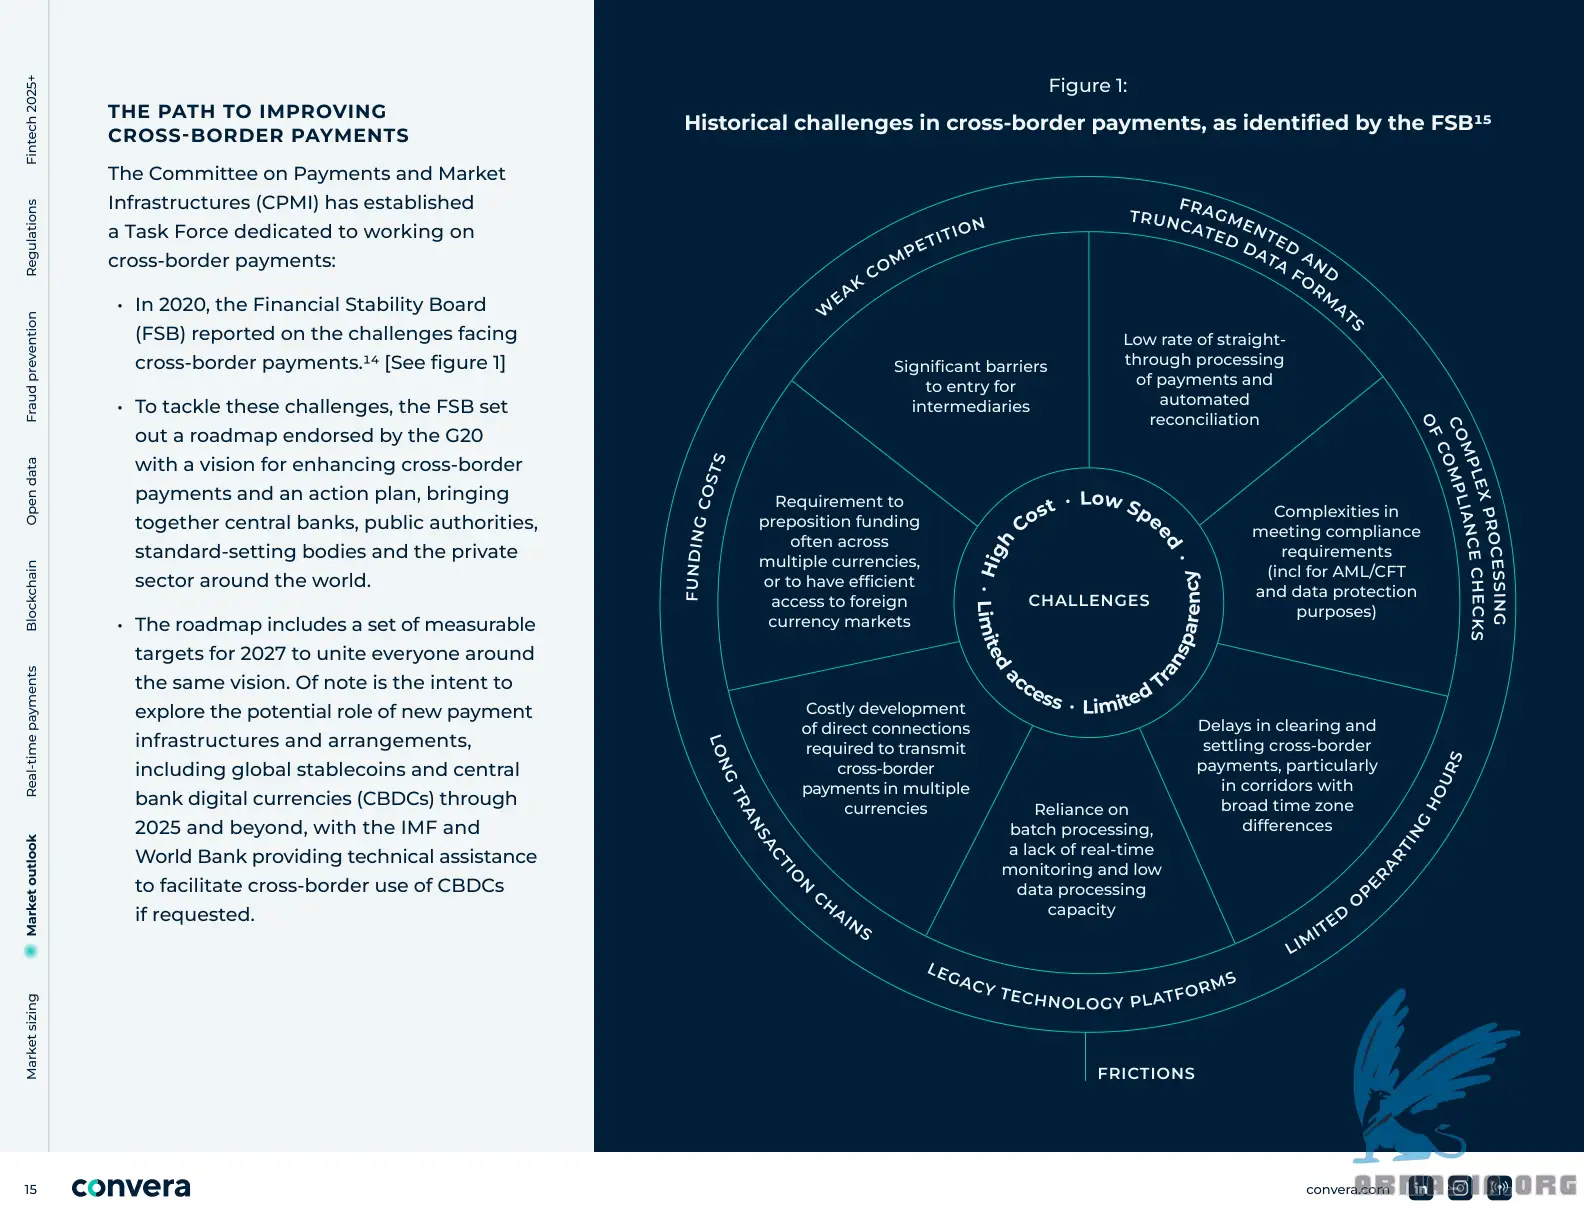 Fintech 2025+
Regulations
Fraud prevention
Open data
Blockchain
Real-time payments
Market outlook
Market sizing
THE PATH TO IMPROVING
CROSS-BORDER PAYMENTS
The Committee on Payments and Market
Infrastructures (CPMI) has established
a Task Force dedicated to working on
cross-border payments:
• In 2020, the Financial Stability Board
(FSB) reported on the challenges facing
cross-border payments.¹⁴ [See figure 1]
• To tackle these challenges, the FSB set
out a roadmap endorsed by the G20
with a vision for enhancing cross-border
payments and an action plan, bringing
together central banks, public authorities,
standard-setting bodies and the private
sector around the world.
• The roadmap includes a set of measurable
targets for 2027 to unite everyone around
the same vision. Of note is the intent to
explore the potential role of new payment
infrastructures and arrangements,
including global stablecoins and central
bank digital currencies (CBDCs) through
2025 and beyond, with the IMF and
World Bank providing technical assistance
to facilitate cross-border use of CBDCs
if requested.
Figure 1:
Historical challenges in cross-border payments, as identified by the FSB¹⁵
WEAK COMPETITION
Significant barriers
to entry for
intermediaries
FRAGMENTED AND
TRUNCATED DATA FORMATS
Low rate of straight-
through processing
of payments and
automated
reconciliation
COMPLEX PROCESSING
OF COMPLIANCE CHECKS
Complexities in
meeting compliance
requirements
(incl for AML/CFT
and data protection
purposes)
LIMITED OPERARTING HOURS
Delays in clearing and
settling cross-border
payments, particularly
in corridors with
broad time zone
differences
LEGACY TECHNOLOGY PLATFORMS
Reliance on
batch processing,
a lack of real-time
monitoring and low
data processing
capacity
LONG TRANSACTION CHAINS
Costly development
of direct connections
required to transmit
cross-border
payments in multiple
currencies
FUNDING COSTS
Requirement to
preposition funding
often across
multiple currencies,
or to have efficient
access to foreign
currency markets
· High Cost · Low Speed · Limited Transparency · Limited access
CHALLENGES
FRICTIONS
15
convera
convera.com
in